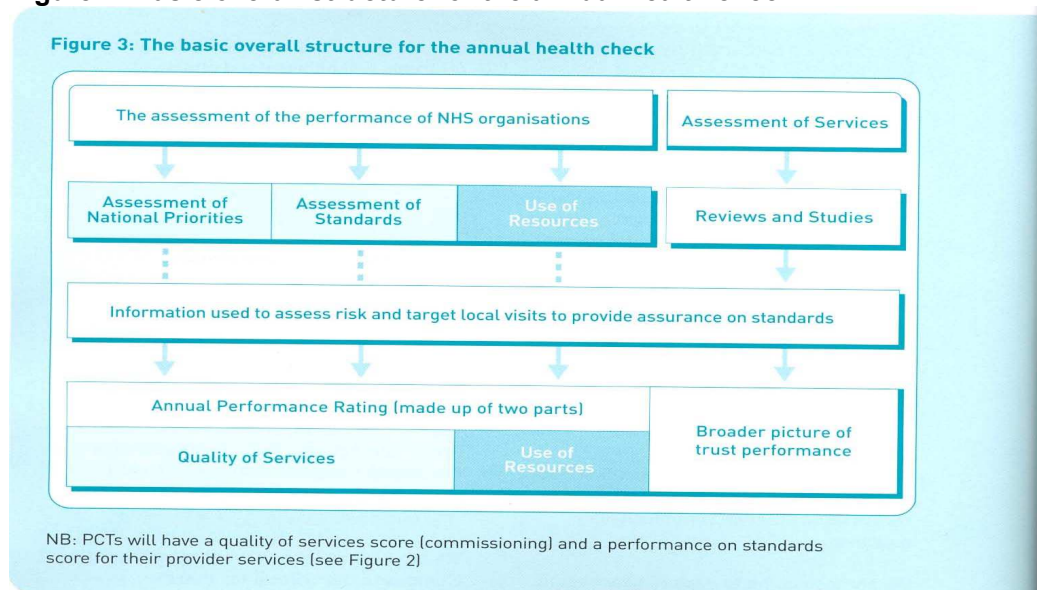 Figure 3: The basic overall structure for the annual health check
The assessment of the performance of NHS organisations
Assessment of Services
Assessment of
National Priorities
Assessment of
Standards
Use of
Resources
Reviews and Studies
Information used to assess risk and target local visits to provide assurance on standards
Annual Performance Rating (made up of two parts)
Quality of Services
Use of
Resources
Broader picture of
trust performance
NB: PCTs will have a quality of services score (commissioning) and a performance on standards
score for their provider services (see Figure 2)